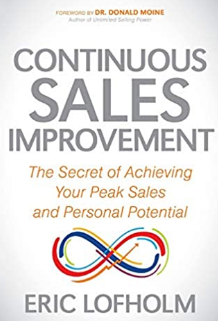 FOREWORD BY DR. DONALD MOINE
Author of Unlimited Selling Power
CONTINUOUS
SALES
IMPROVEMENT
The Secret of Achieving
Your Peak Sales
and Personal Potential
ERIC LOFHOLM